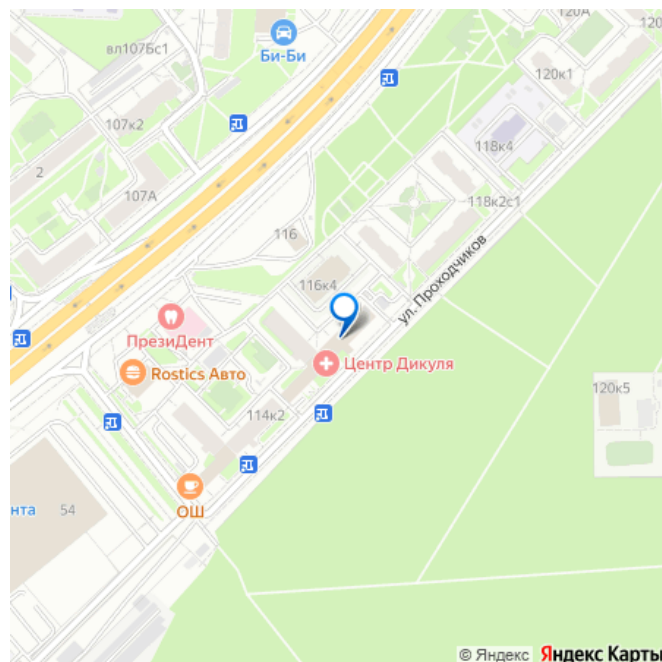 120А
120
вл107Бс1
Би-Би
120к1
107к2
118к4
2
107А
118к2с1
116
116к4
ул. Проходчиков
ПрезиДент
Центр Дикуля
Rostics Авто
120к5
114к2
нта
54
ОШ
© Яндекс
Яндекс Карты